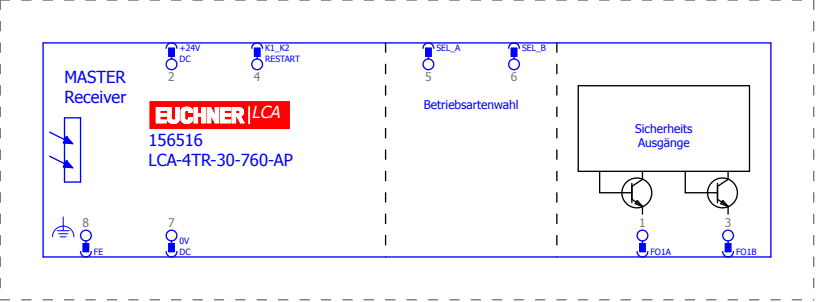 +24V
DC
2
K1_K2
RESTART
4
SEL_A
5
SEL_B
6
MASTER
Receiver
EUCHNER LCA
156516
LCA-4TR-30-760-AP
Betriebsartenwahl
Sicherheits
Ausgänge
8
FE
7
0V
DC
1
FO1A
3
FO1B